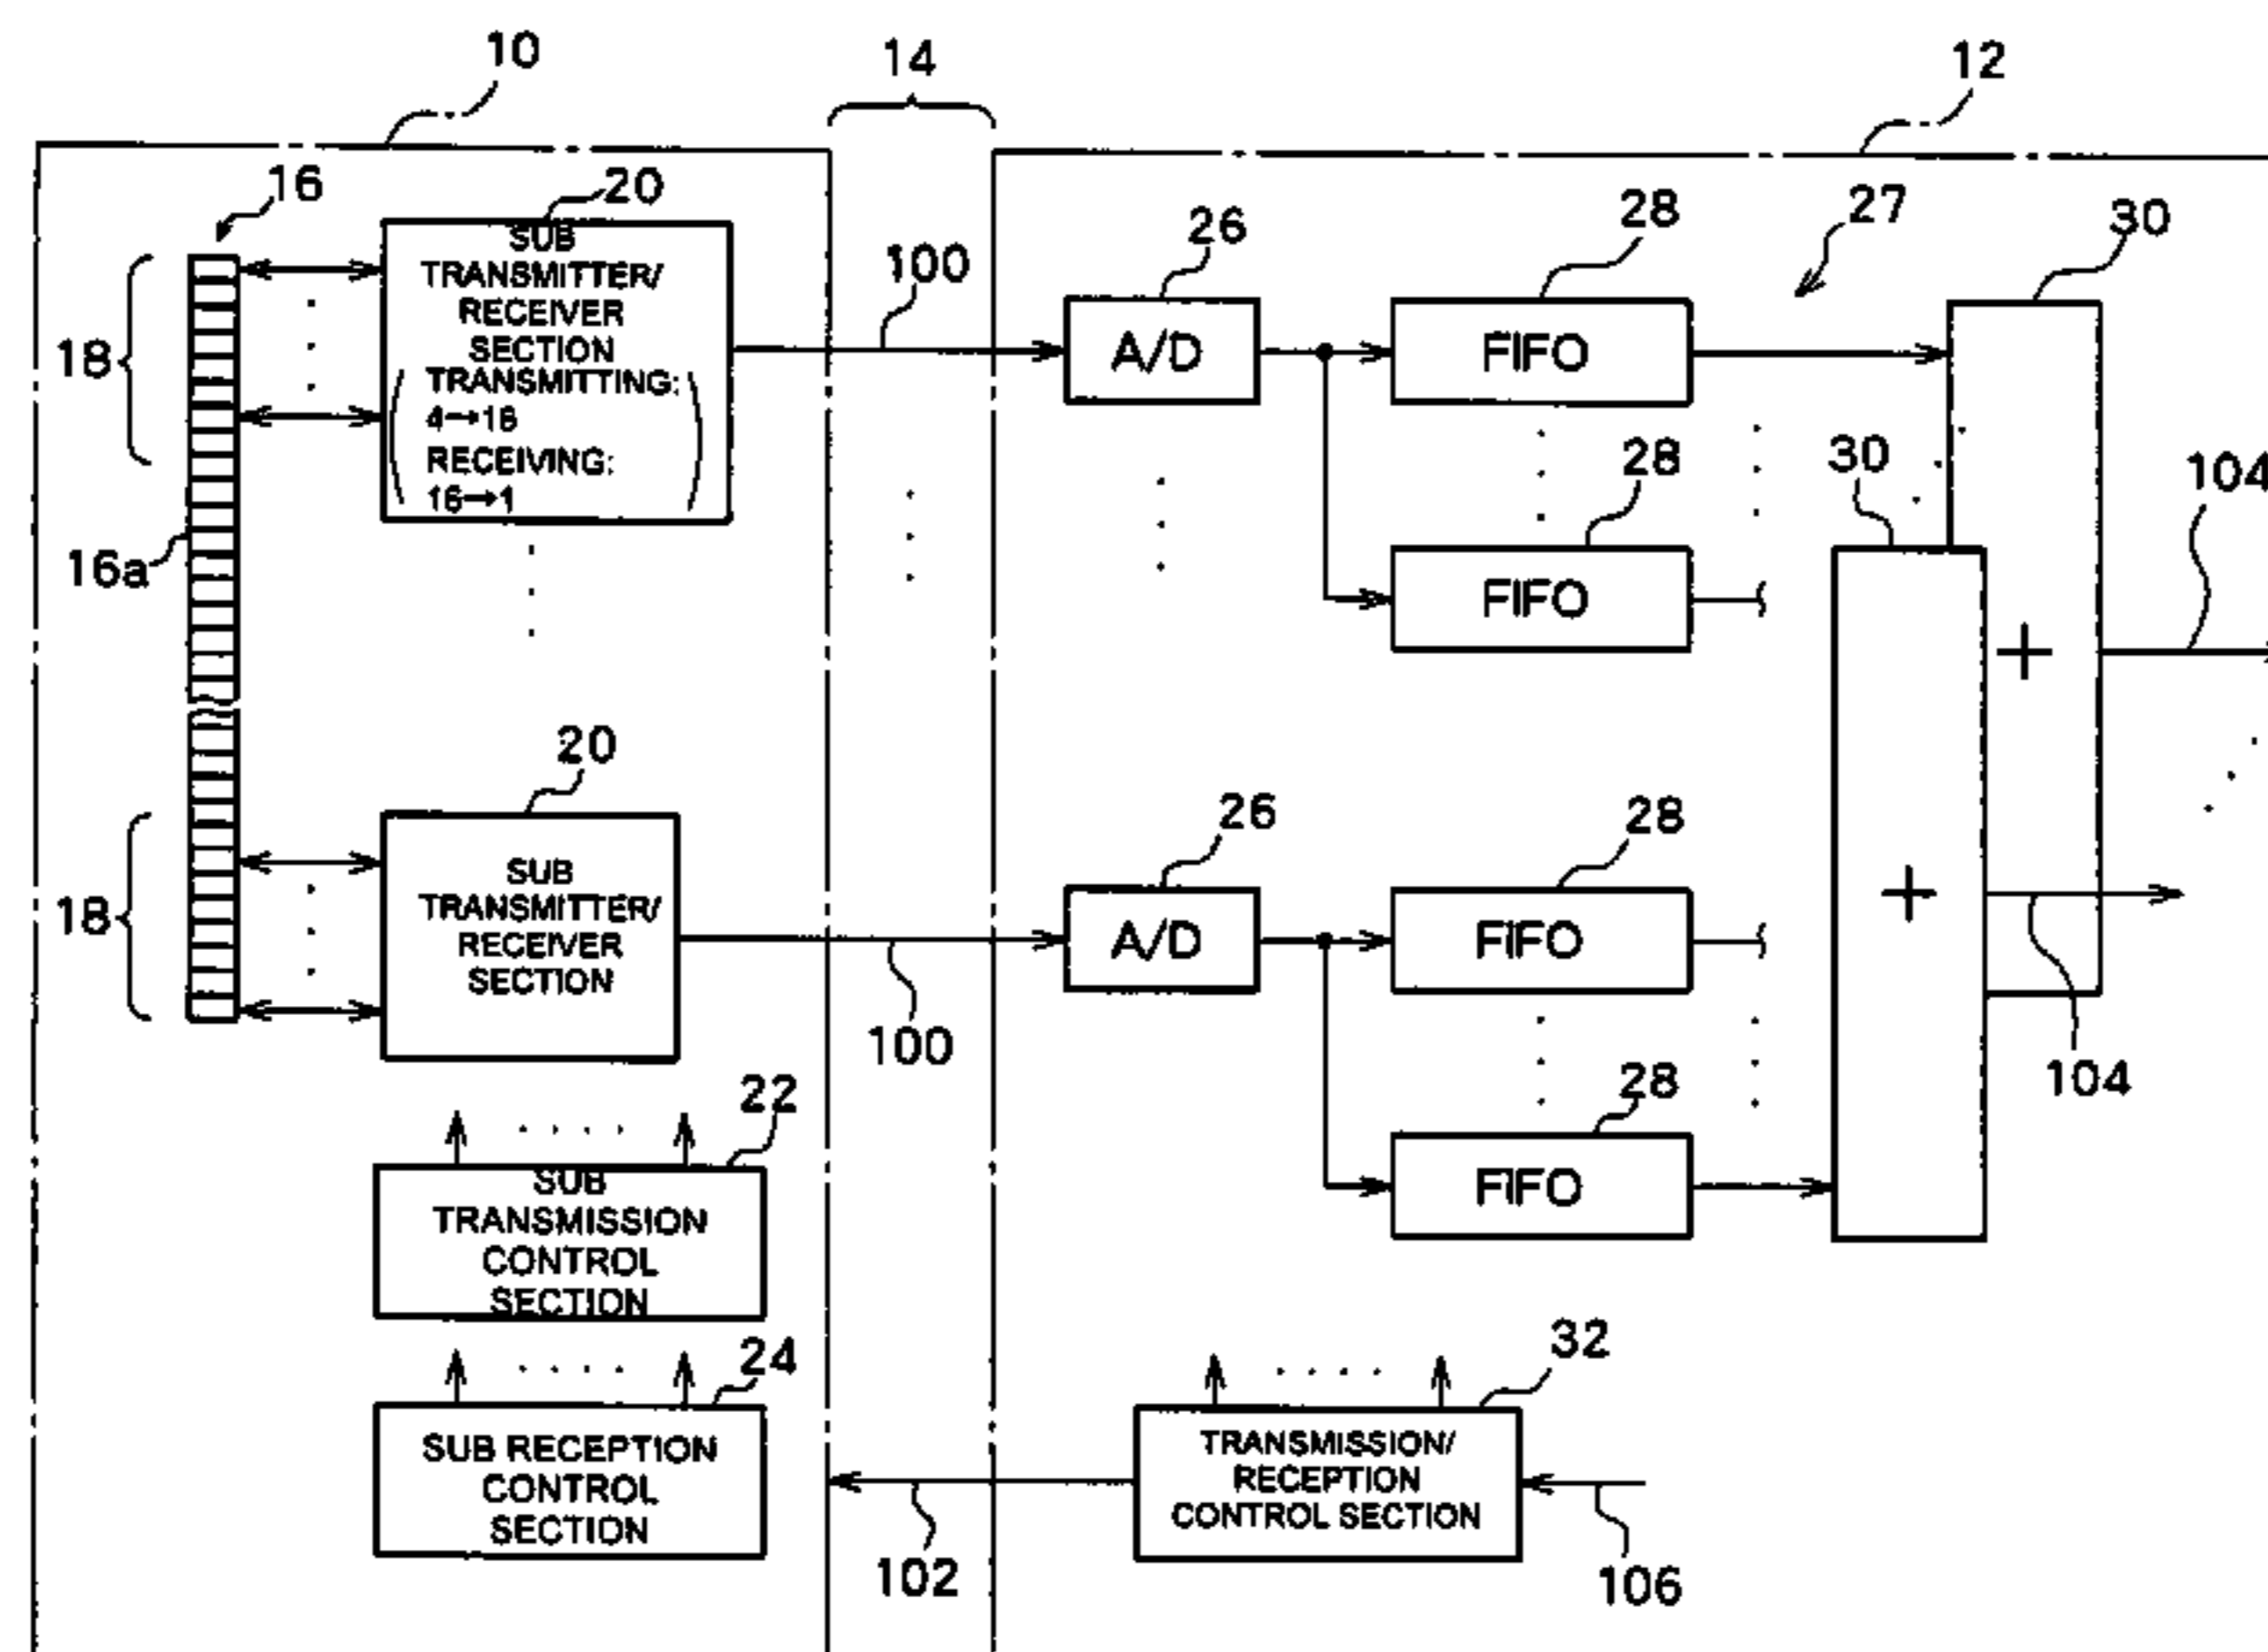 10
14
12
16
20
28
27
30
26
100
SUB
TRANSMITTER/
RECEIVER
SECTION
TRANSMITTING:
4→16
RECEIVING:
16→1
A/D
FIFO
18
28
30
104
16a
FIFO
+
20
26
28
18
SUB
TRANSMITTER/
RECEIVER
SECTION
A/D
FIFO
+
100
104
22
28
SUB
TRANSMISSION
CONTROL
SECTION
FIFO
24
32
SUB RECEPTION
CONTROL
SECTION
TRANSMISSION/
RECEPTION
CONTROL SECTION
102
106